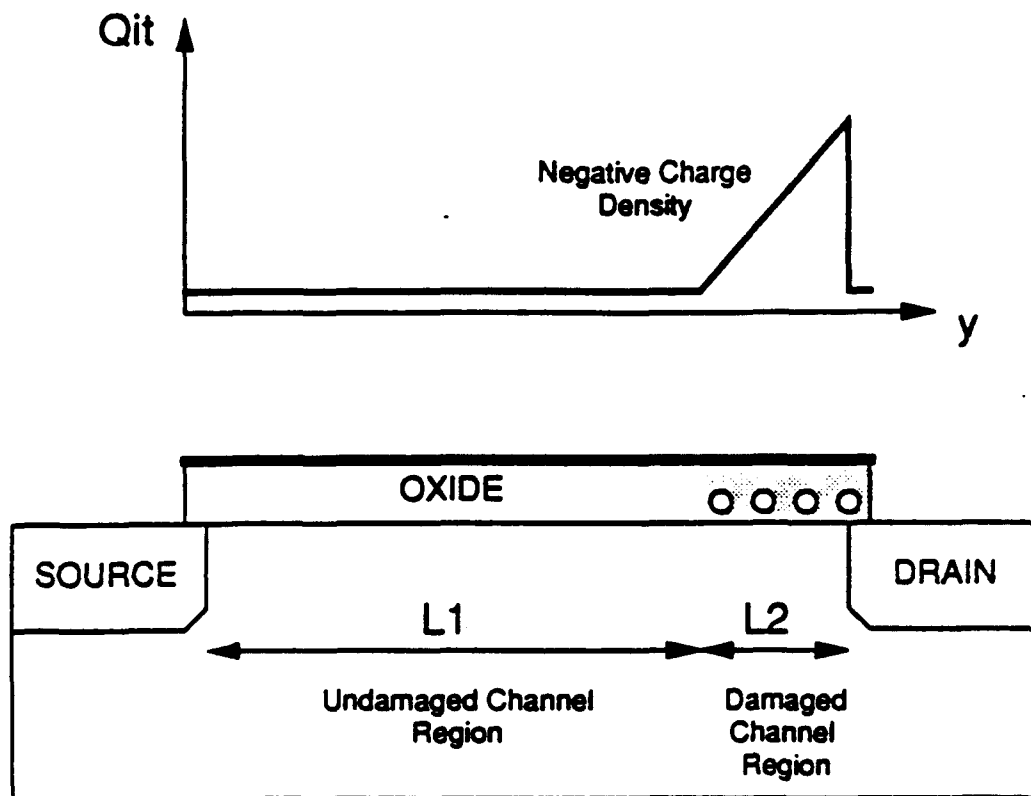 Qit
Negative Charge
Density
y
OXIDE
SOURCE
DRAIN
L1
L2
Undamaged Channel
Region
Damaged
Channel
Region